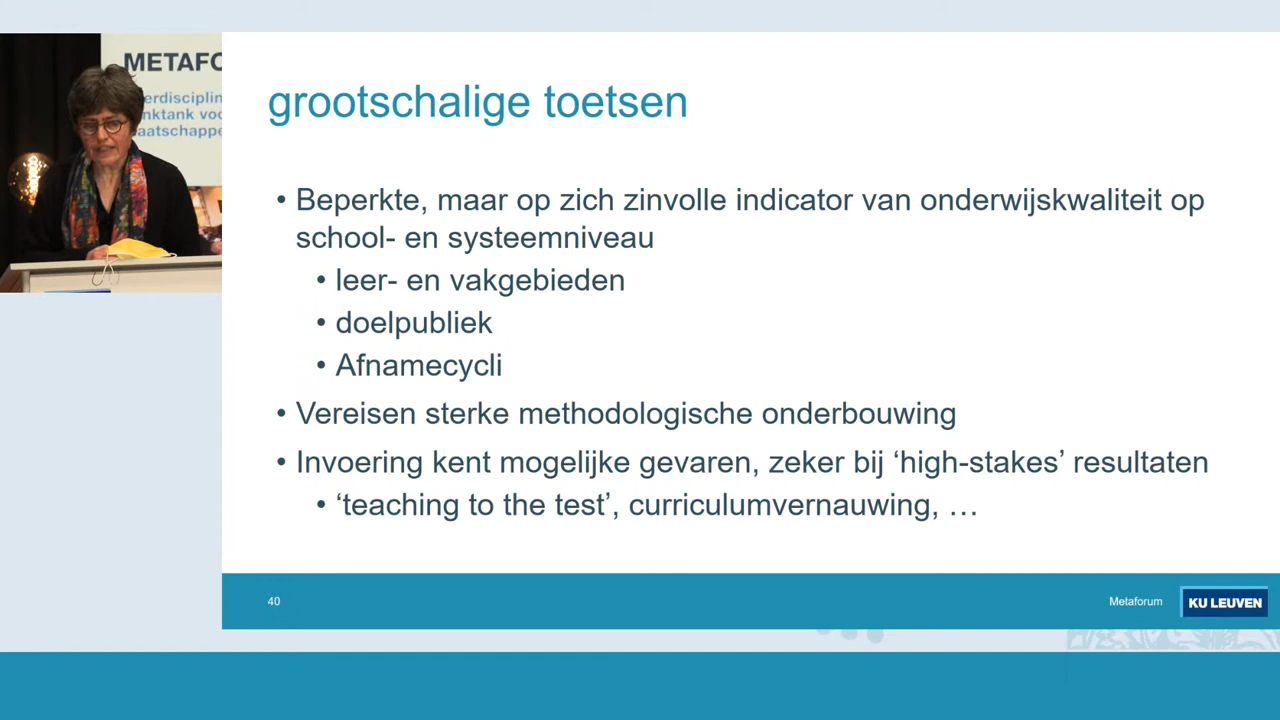 METAFO
erdisciplin
nktank voo
aatschappe
grootschalige toetsen
• Beperkte, maar op zich zinvolle indicator van onderwijskwaliteit op
school- en systeemniveau
• leer- en vakgebieden
• doelpubliek
• Afnamecycli
• Vereisen sterke methodologische onderbouwing
• Invoering kent mogelijke gevaren, zeker bij ‘high-stakes’ resultaten
• ‘teaching to the test’, curriculumvernauwing, …
40
Metaforum
KU LEUVEN